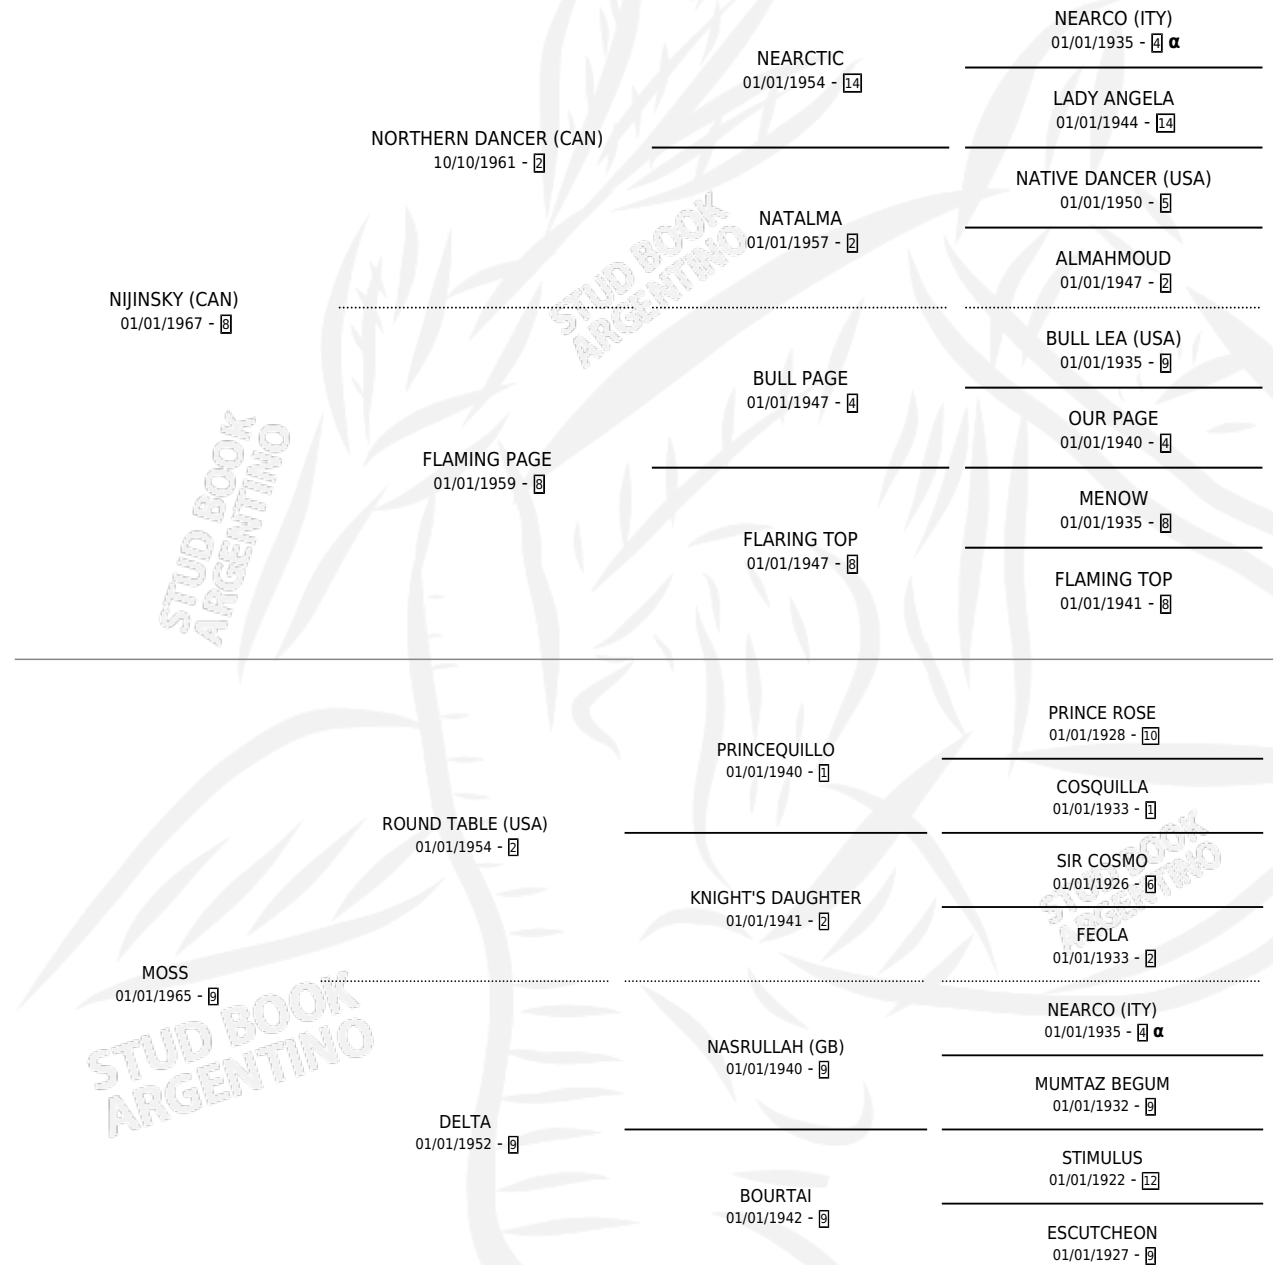 NEARCO (ITY)
01/01/1935 - 4 α
NEARCTIC
01/01/1954 - 14
LADY ANGELA
01/01/1944 - 14
NORTHERN DANCER (CAN)
10/10/1961 - 2
NATIVE DANCER (USA)
01/01/1950 - 5
NATALMA
01/01/1957 - 2
ALMAHMOUD
01/01/1947 - 2
NIJINSKY (CAN)
01/01/1967 - 8
BULL LEA (USA)
01/01/1935 - 9
BULL PAGE
01/01/1947 - 4
OUR PAGE
01/01/1940 - 4
FLAMING PAGE
01/01/1959 - 8
MENOW
01/01/1935 - 8
FLARING TOP
01/01/1947 - 8
FLAMING TOP
01/01/1941 - 8
PRINCE ROSE
01/01/1928 - 10
PRINCEQUILLO
01/01/1940 - 1
COSQUILLA
01/01/1933 - 1
ROUND TABLE (USA)
01/01/1954 - 2
SIR COSMO
01/01/1926 - 6
KNIGHT'S DAUGHTER
01/01/1941 - 2
FEOLA
01/01/1933 - 2
MOSS
01/01/1965 - 9
NEARCO (ITY)
01/01/1935 - 4 α
NASRULLAH (GB)
01/01/1940 - 9
MUMTAZ BEGUM
01/01/1932 - 9
DELTA
01/01/1952 - 9
STIMULUS
01/01/1922 - 12
BOURTAI
01/01/1942 - 9
ESCUTCHEON
01/01/1927 - 9
STUD BOOK
ARGENTINO
STUD BOOK
ARGENTINO
STUD BOOK
ARGENTINO
STUD BOOK
ARGENTINO